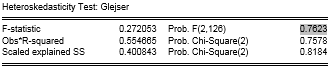 Heteroskedasticity Test: Glejser
F-statistic 0.272053 Prob. F(2,126) 0.7623
Obs*R-squared 0.554665 Prob. Chi-Square(2) 0.7578
Scaled explained SS 0.400843 Prob. Chi-Square(2) 0.8184